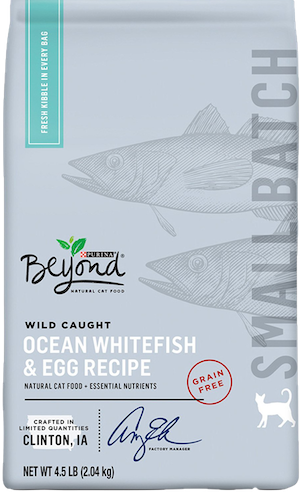 FRESH KIBBLE IN EVERY BAG
SMALL BATCH
PURINA
Beyond
NATURAL CAT FOOD
WILD CAUGHT
OCEAN WHITEFISH
& EGG RECIPE
NATURAL CAT FOOD + ESSENTIAL NUTRIENTS
GRAIN
FREE
CRAFTED IN
LIMITED QUANTITIES
CLINTON, IA
FACTORY MANAGER
NET WT 4.5 LB (2.04 kg)